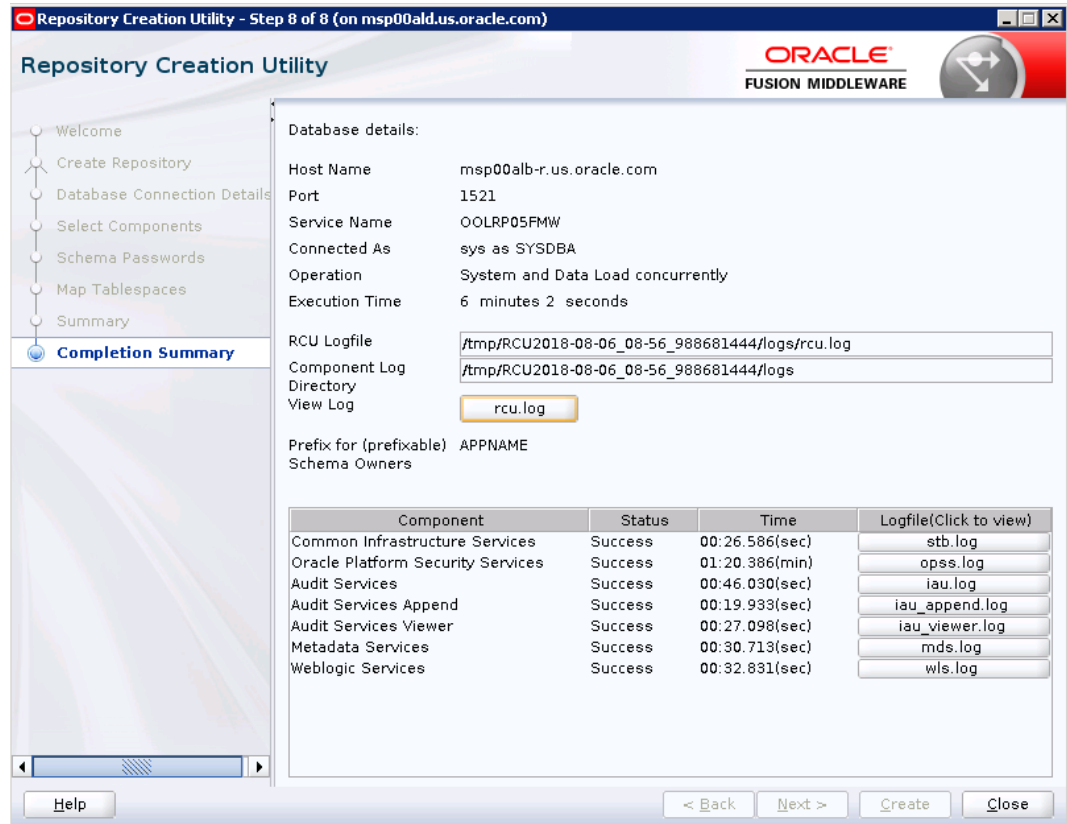 Repository Creation Utility - Step 8 of 8 (on msp00ald.us.oracle.com)
Repository Creation Utility
ORACLE
FUSION MIDDLEWARE
Welcome
Create Repository
Database Connection Details
Select Components
Schema Passwords
Map Tablespaces
Summary
Completion Summary
Database details:
Host Name msp00alb-r.us.oracle.com
Port 1521
Service Name OOLRP05FMW
Connected As sys as SYSDBA
Operation System and Data Load concurrently
Execution Time 6 minutes 2 seconds
RCU Logfile /tmp/RCU2018-08-06_08-56_988681444/logs/rcu.log
Component Log /tmp/RCU2018-08-06_08-56_988681444/logs
Directory
View Log rcu.log
Prefix for (prefixable) APPNAME
Schema Owners
Component Status Time Logfile(Click to view)
Common Infrastructure Services Success 00:26.586(sec) stb.log
Oracle Platform Security Services Success 01:20.386(min) opss.log
Audit Services Success 00:46.030(sec) iau.log
Audit Services Append Success 00:19.933(sec) iau_append.log
Audit Services Viewer Success 00:27.098(sec) iau_viewer.log
Metadata Services Success 00:30.713(sec) mds.log
Weblogic Services Success 00:32.831(sec) wls.log
Help < Back Next > Create Close